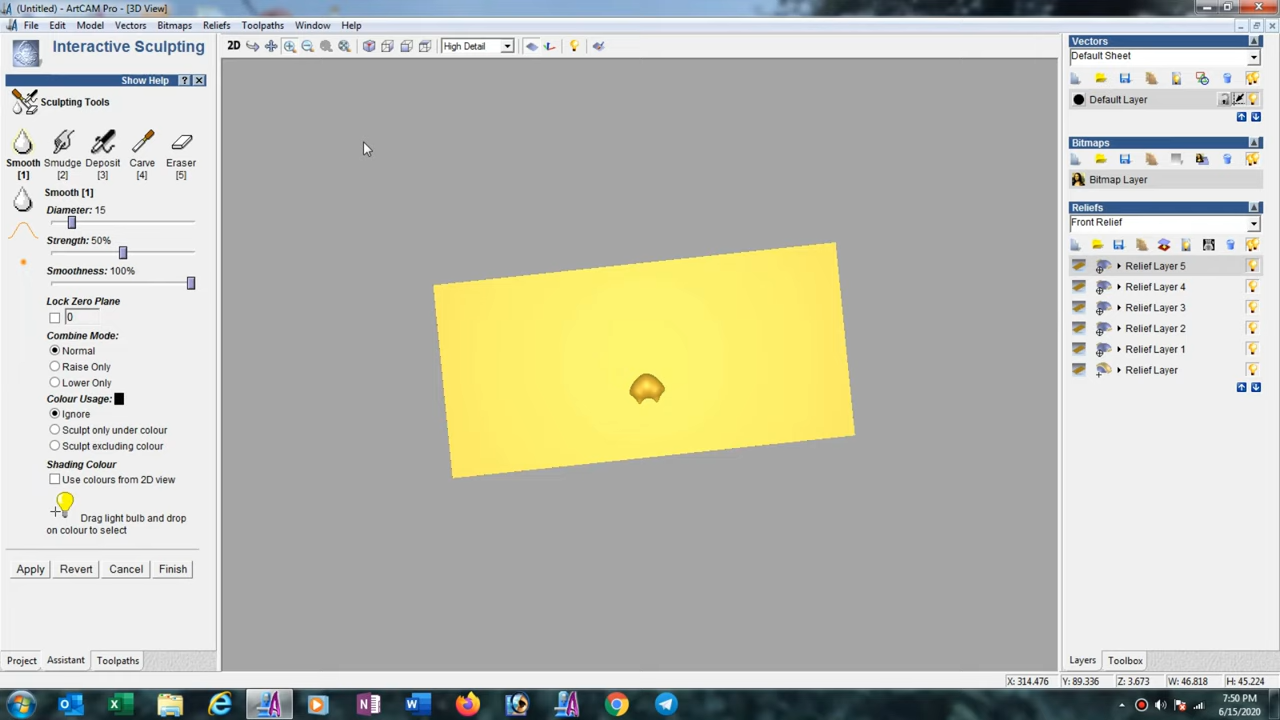 (Untitled) - ArtCAM Pro - [3D View]
File Edit Model Vectors Bitmaps Reliefs Toolpaths Window Help
Interactive Sculpting
2D High Detail
Show Help ? X
Sculpting Tools
Smooth Smudge Deposit Carve Eraser
[1] [2] [3] [4] [5]
Smooth [1]
Diameter: 15
Strength: 50%
Smoothness: 100%
Lock Zero Plane
0
Combine Mode:
Normal
Raise Only
Lower Only
Colour Usage:
Ignore
Sculpt only under colour
Sculpt excluding colour
Shading Colour
Use colours from 2D view
Drag light bulb and drop
on colour to select
Apply Revert Cancel Finish
Project Assistant Toolpaths
Vectors
Default Sheet
Default Layer
Bitmaps
Bitmap Layer
Reliefs
Front Relief
Relief Layer 5
Relief Layer 4
Relief Layer 3
Relief Layer 2
Relief Layer 1
Relief Layer
Layers Toolbox
X: 314.476 Y: 89.336 Z: 3.673 W: 46.818 H: 45.224
7:50 PM
6/15/2020